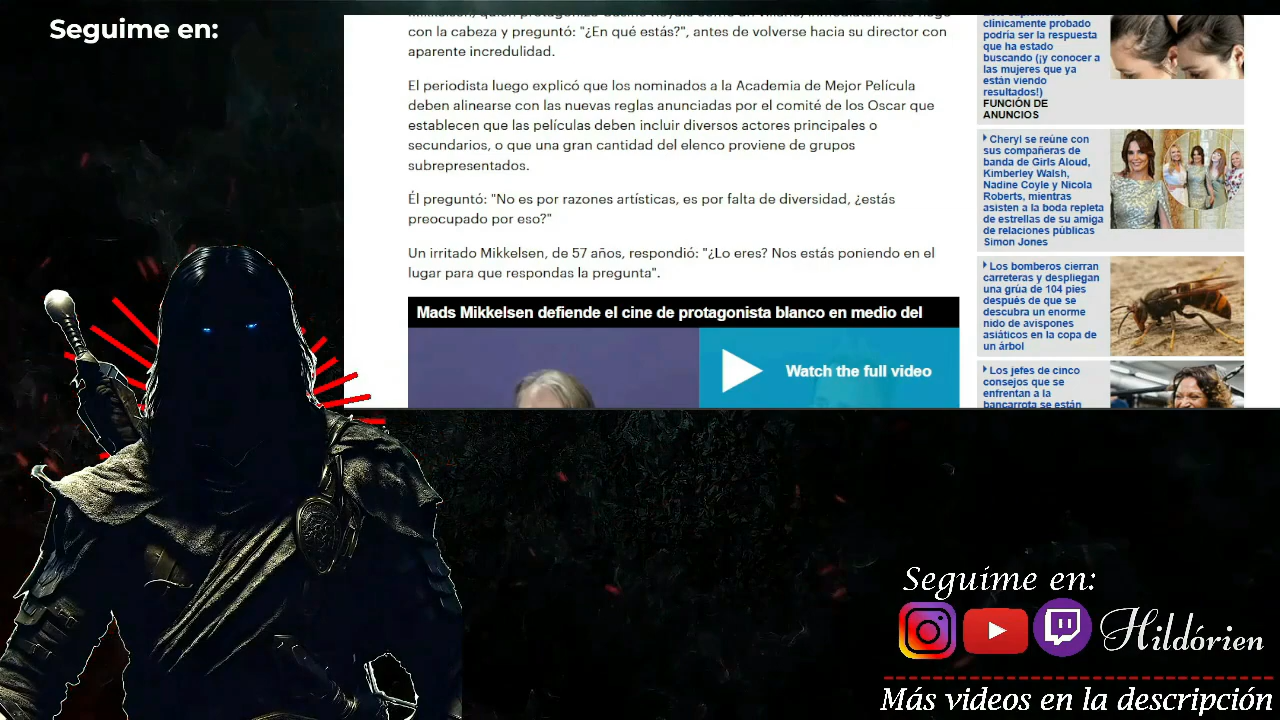 Seguime en:
con la cabeza y preguntó: "¿En qué estás?", antes de volverse hacia su director con
aparente incredulidad.
El periodista luego explicó que los nominados a la Academia de Mejor Película
deben alinearse con las nuevas reglas anunciadas por el comité de los Oscar que
establecen que las películas deben incluir diversos actores principales o
secundarios, o que una gran cantidad del elenco proviene de grupos
subrepresentados.
Él preguntó: "No es por razones artísticas, es por falta de diversidad, ¿estás
preocupado por eso?"
Un irritado Mikkelsen, de 57 años, respondió: "¿Lo eres? Nos estás poniendo en el
lugar para que respondas la pregunta".
Mads Mikkelsen defiende el cine de protagonista blanco en medio del
Watch the full video
clínicamente probado
podría ser la respuesta
que ha estado
buscando (¡y conocer a
las mujeres que ya
están viendo
resultados!)
FUNCIÓN DE
ANUNCIOS
Cheryl se reúne con
sus compañeras de
banda de Girls Aloud,
Kimberley Walsh,
Nadine Coyle y Nicola
Roberts, mientras
asisten a la boda repleta
de estrellas de su amiga
de relaciones públicas
Simon Jones
Los bomberos cierran
carreteras y despliegan
una grúa de 104 pies
después de que se
descubra un enorme
nido de avispones
asiáticos en la copa de
un árbol
Los jefes de cinco
consejos que se
enfrentan a la
bancarrota se están
Seguime en:
Hildórien
Más videos en la descripción